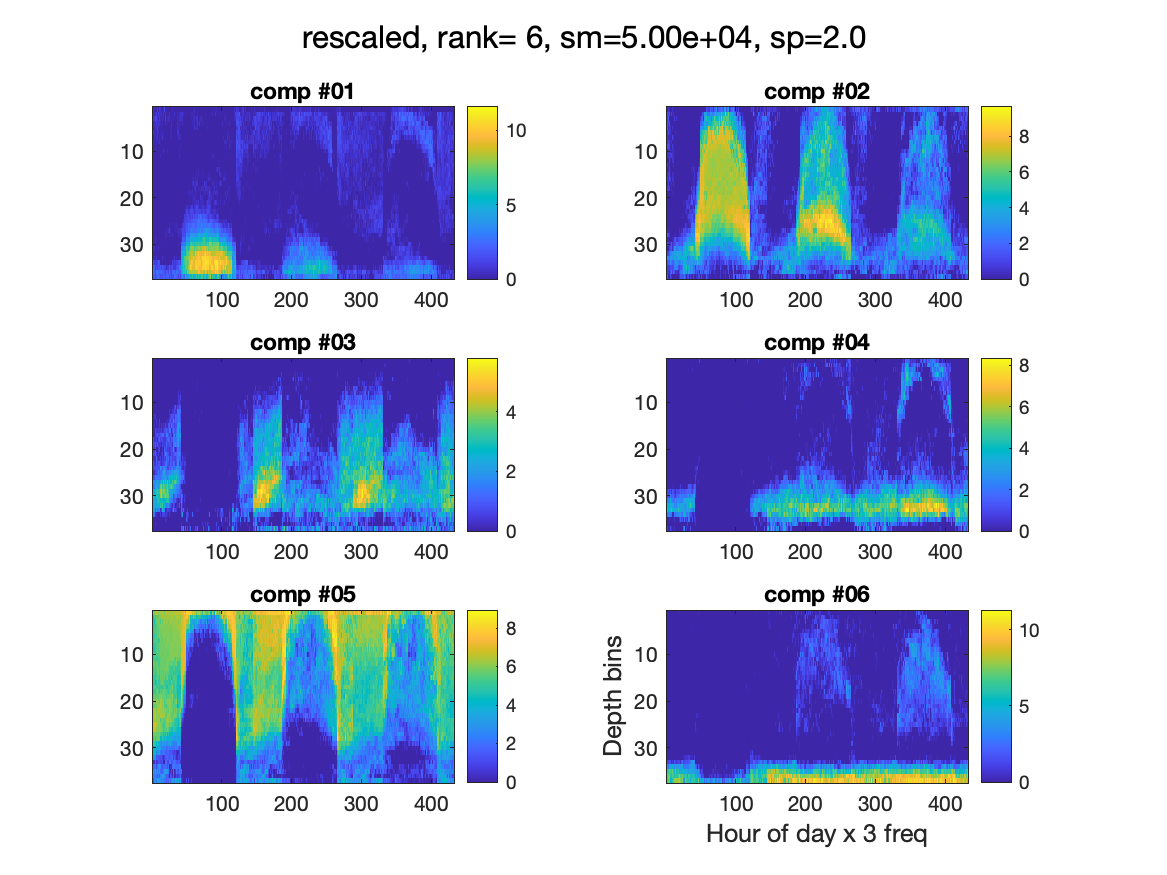 rescaled, rank= 6, sm=5.00e+04, sp=2.0
comp #01
10
20
30
100 200 300 400
10
5
0
comp #02
10
20
30
100 200 300 400
8
6
4
2
0
comp #03
10
20
30
100 200 300 400
4
2
0
comp #04
10
20
30
100 200 300 400
8
6
4
2
0
comp #05
10
20
30
100 200 300 400
8
6
4
2
0
comp #06
Depth bins
10
20
30
100 200 300 400
Hour of day x 3 freq
10
5
0